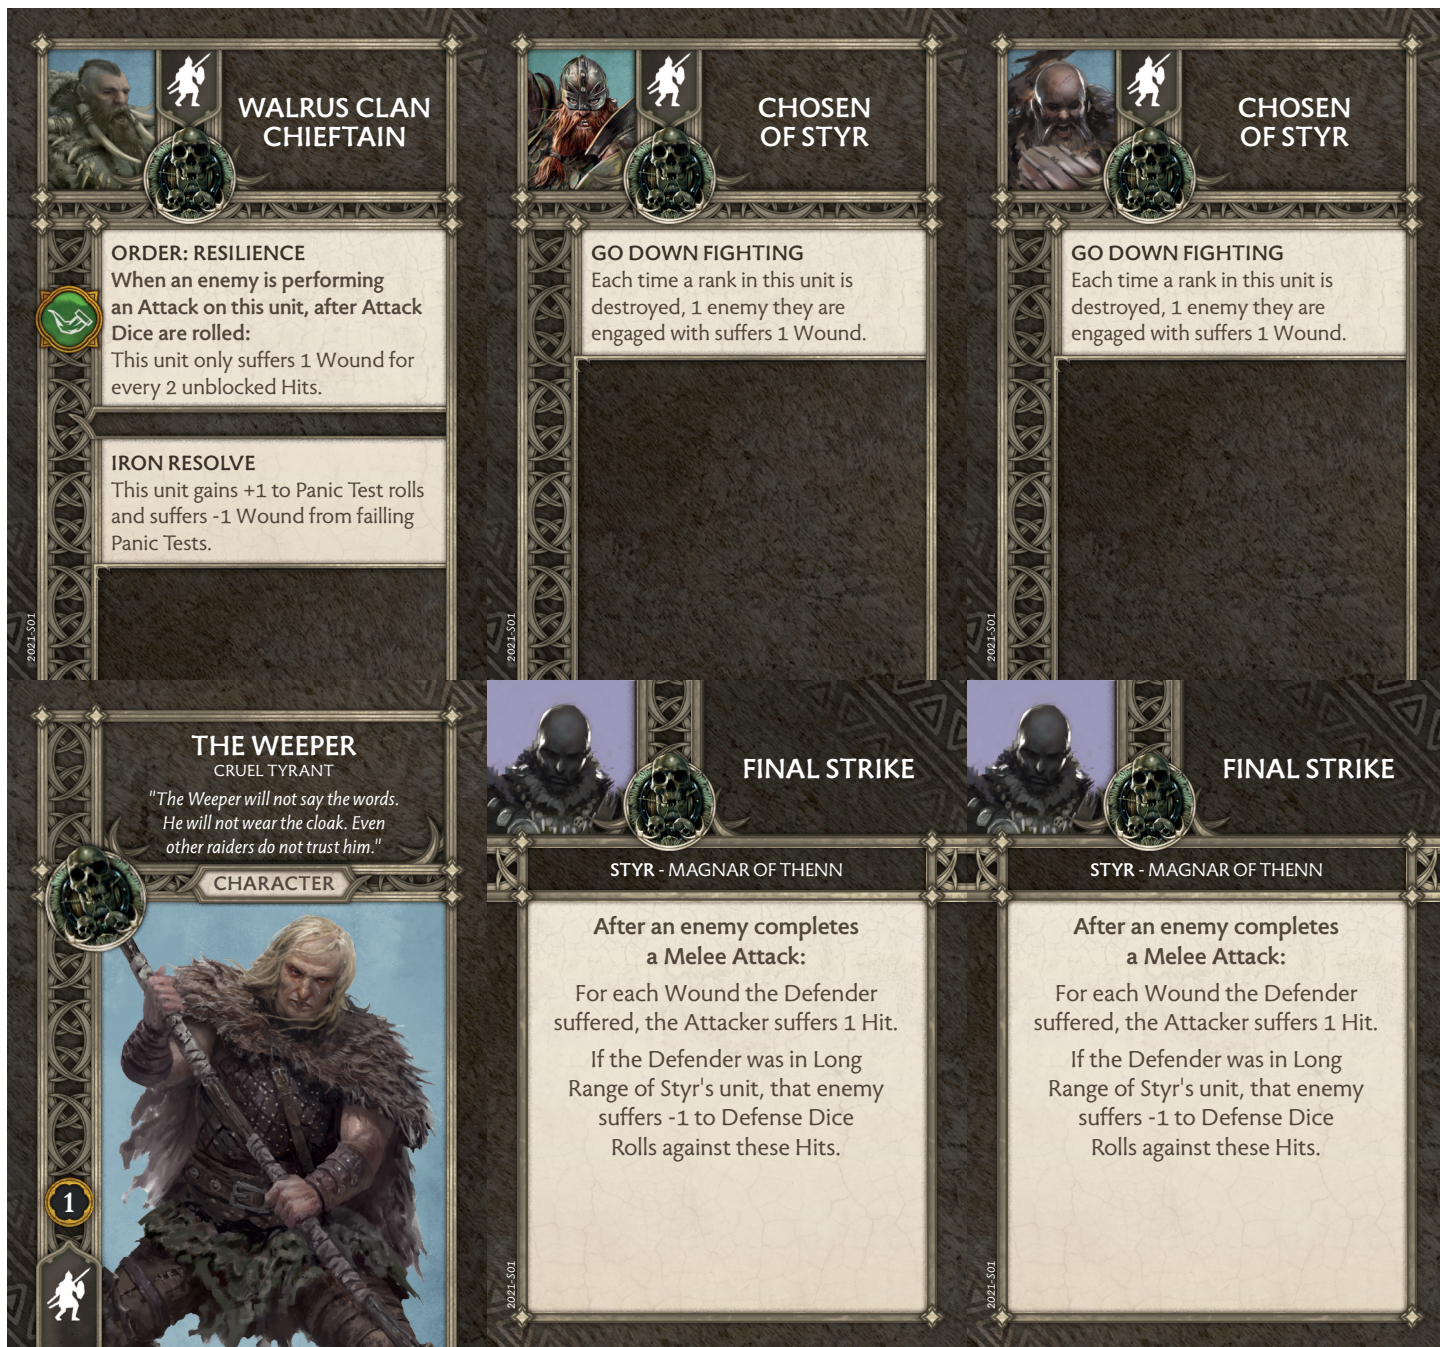 WALRUS CLAN
CHIEFTAIN
ORDER: RESILIENCE
When an enemy is performing
an Attack on this unit, after Attack
Dice are rolled:
This unit only suffers 1 Wound for
every 2 unblocked Hits.
IRON RESOLVE
This unit gains +1 to Panic Test rolls
and suffers -1 Wound from failling
Panic Tests.
2021-S01
CHOSEN
OF STYR
GO DOWN FIGHTING
Each time a rank in this unit is
destroyed, 1 enemy they are
engaged with suffers 1 Wound.
2021-S01
CHOSEN
OF STYR
GO DOWN FIGHTING
Each time a rank in this unit is
destroyed, 1 enemy they are
engaged with suffers 1 Wound.
2021-S01
THE WEEPER
CRUEL TYRANT
"The Weeper will not say the words.
He will not wear the cloak. Even
other raiders do not trust him."
CHARACTER
1
FINAL STRIKE
STYR - MAGNAR OF THENN
After an enemy completes
a Melee Attack:
For each Wound the Defender
suffered, the Attacker suffers 1 Hit.
If the Defender was in Long
Range of Styr's unit, that enemy
suffers -1 to Defense Dice
Rolls against these Hits.
2021-S01
FINAL STRIKE
STYR - MAGNAR OF THENN
After an enemy completes
a Melee Attack:
For each Wound the Defender
suffered, the Attacker suffers 1 Hit.
If the Defender was in Long
Range of Styr's unit, that enemy
suffers -1 to Defense Dice
Rolls against these Hits.
2021-S01